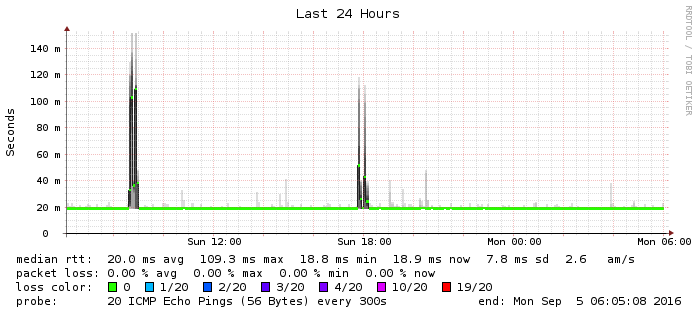 Last 24 Hours
RRDTOOL / TOBI OETIKER
Seconds
140 m
120 m
100 m
80 m
60 m
40 m
20 m
0
Sun 12:00 Sun 18:00 Mon 00:00 Mon 06:00
median rtt: 20.0 ms avg 109.3 ms max 18.8 ms min 18.9 ms now 7.8 ms sd 2.6 am/s
packet loss: 0.00 % avg 0.00 % max 0.00 % min 0.00 % now
loss color: 0 1/20 2/20 3/20 4/20 10/20 19/20
probe: 20 ICMP Echo Pings (56 Bytes) every 300s end: Mon Sep 5 06:05:08 2016